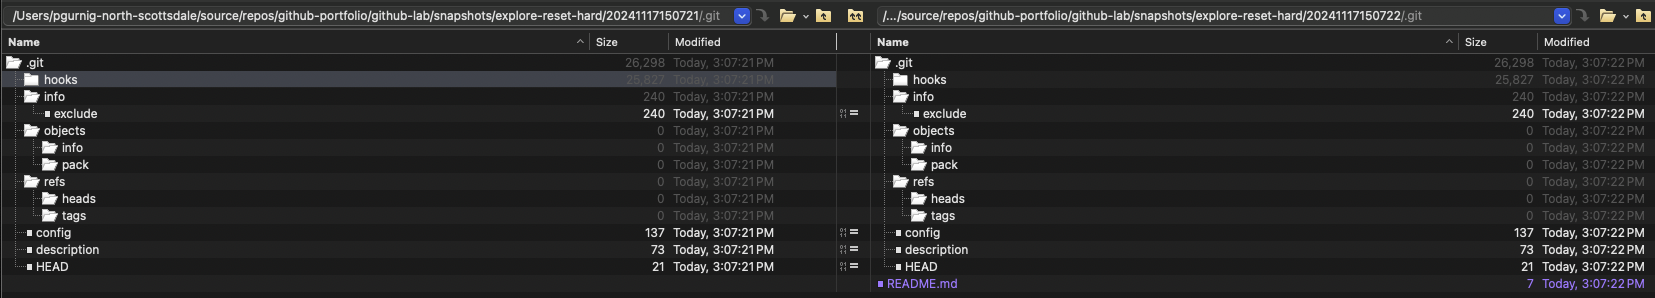 /Users/pgurnig-north-scottsdale/source/repos/github-portfolio/github-lab/snapshots/explore-reset-hard/20241117150721/.git
/.../source/repos/github-portfolio/github-lab/snapshots/explore-reset-hard/20241117150722/.git
Name Size Modified Name Size Modified
.git 26,298 Today, 3:07:21 PM .git 26,298 Today, 3:07:22 PM
hooks 25,827 Today, 3:07:21 PM hooks 25,827 Today, 3:07:22 PM
info 240 Today, 3:07:21 PM info 240 Today, 3:07:22 PM
exclude 240 Today, 3:07:21 PM = exclude 240 Today, 3:07:22 PM
objects 0 Today, 3:07:21 PM objects 0 Today, 3:07:22 PM
info 0 Today, 3:07:21 PM info 0 Today, 3:07:22 PM
pack 0 Today, 3:07:21 PM pack 0 Today, 3:07:22 PM
refs 0 Today, 3:07:21 PM refs 0 Today, 3:07:22 PM
heads 0 Today, 3:07:21 PM heads 0 Today, 3:07:22 PM
tags 0 Today, 3:07:21 PM tags 0 Today, 3:07:22 PM
config 137 Today, 3:07:21 PM = config 137 Today, 3:07:22 PM
description 73 Today, 3:07:21 PM = description 73 Today, 3:07:22 PM
HEAD 21 Today, 3:07:21 PM = HEAD 21 Today, 3:07:22 PM
README.md 7 Today, 3:07:22 PM